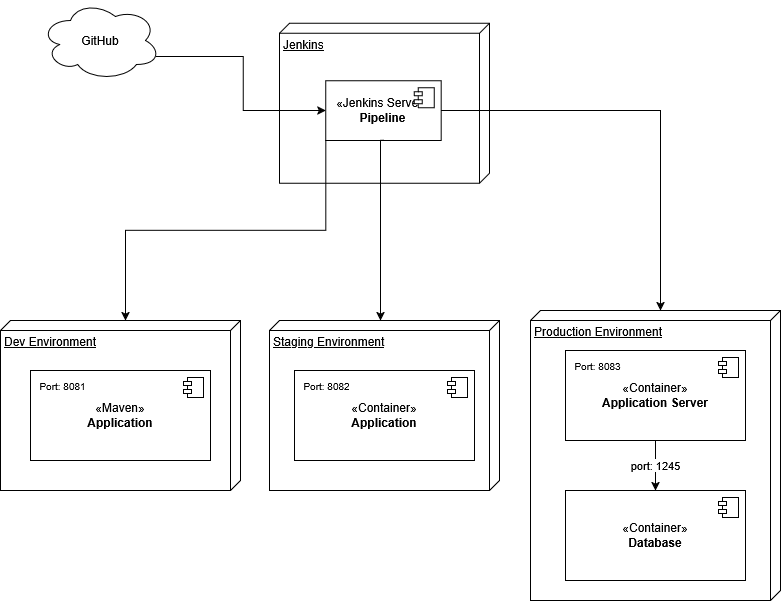 GitHub
Jenkins
«Jenkins Serve
Pipeline
Dev Environment
Port: 8081
«Maven»
Application
Staging Environment
Port: 8082
«Container»
Application
Production Environment
Port: 8083
«Container»
Application Server
port: 1245
«Container»
Database